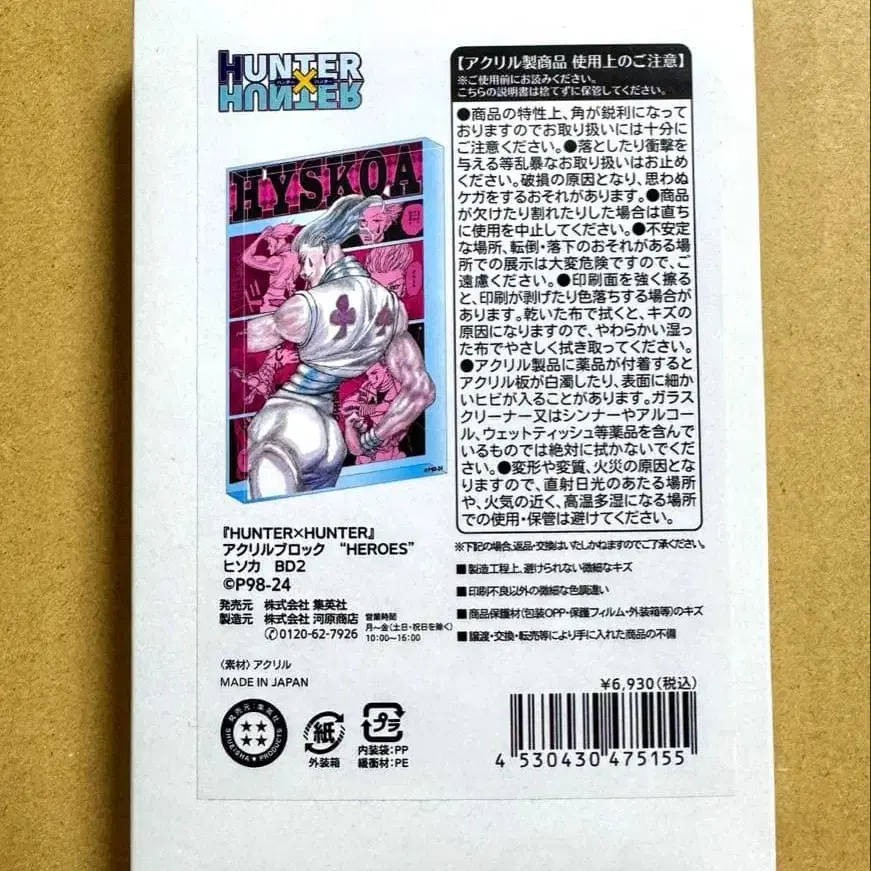 HUNTER×HUNTER
ハンター ハンター
HYSKOA
©P98-24
『HUNTER×HUNTER』
アクリルブロック “HEROES”
ヒソカ BD2
©P98-24
発売元 株式会社 集英社
製造元 株式会社 河原商店
0120-62-7926
営業時間
月～金(土日・祝日を除く)
10:00～16:00
〈素材〉アクリル
MADE IN JAPAN
発売元:集英社
SHUEISHA PRODUCTS
紙
外装箱
プラ
内装袋:PP
緩衝材:PE
【アクリル製商品 使用上のご注意】
※ご使用前にお読みください。
こちらの説明書は捨てずに保管してください。
●商品の特性上、角が鋭利になって
おりますのでお取り扱いには十分に
ご注意ください。●落としたり衝撃を
与える等乱暴なお取り扱いはお止め
ください。破損の原因となり、思わぬ
ケガをするおそれがあります。●商品
が欠けたり割れたりした場合は直ち
に使用を中止してください。●不安定
な場所、転倒・落下のおそれがある場
所での展示は大変危険ですので、ご
遠慮ください。●印刷面を強く擦る
と、印刷が剥げたり色落ちする場合が
あります。乾いた布で拭くと、キズの
原因になりますので、やわらかい湿っ
た布でやさしく拭き取ってください。
●アクリル製品に薬品が付着すると
アクリル板が白濁したり、表面に細か
いヒビが入ることがあります。ガラス
クリーナー又はシンナーやアルコー
ル、ウェットティッシュ等薬品を含んで
いるものでは絶対に拭かないでくだ
さい。●変形や変質、火災の原因とな
りますので、直射日光のあたる場所
や、火気の近く、高温多湿になる場所
での使用・保管は避けてください。
※下記の場合、返品・交換はいたしかねますのでご了承ください。
■製造工程上、避けられない微細なキズ
■印刷不良以外の微細な色調違い
■商品保護材(包装OPP・保護フィルム・外装箱等)のキズ
■譲渡・交換・転売等により手に入れた商品の不備
¥6,930(税込)
4 530430 475155